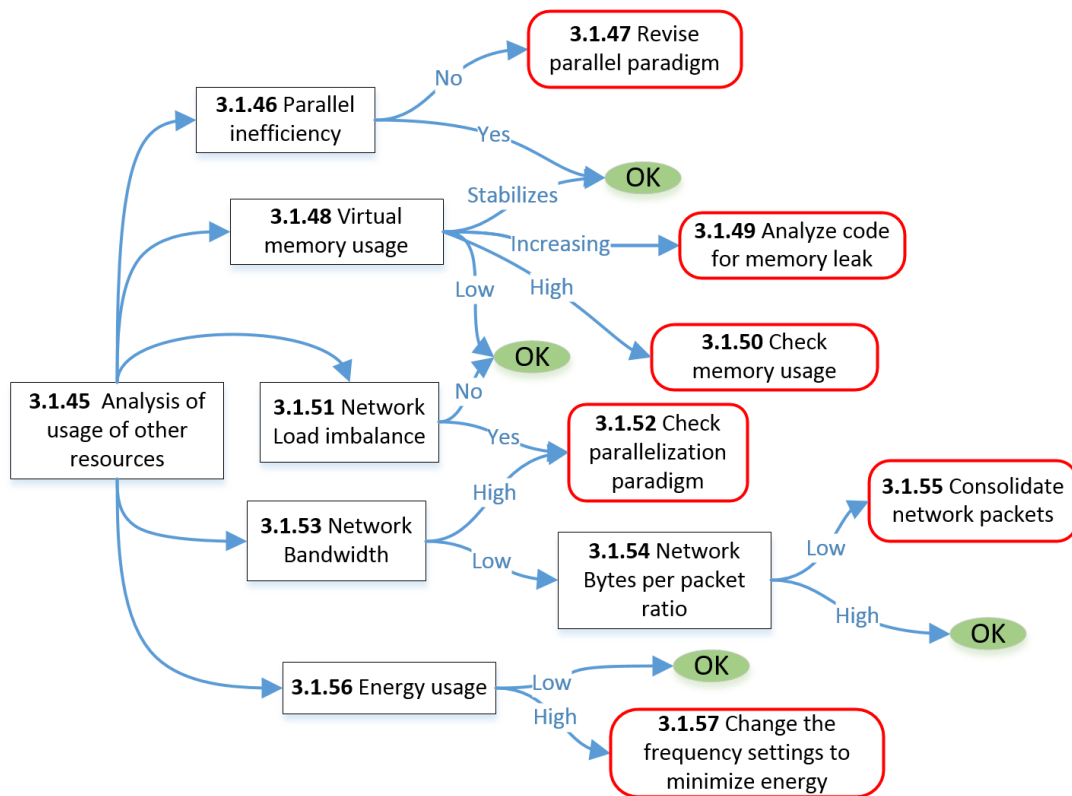 3.1.47 Revise
parallel paradigm
No
3.1.46 Parallel
inefficiency
Yes
OK
Stabilizes
3.1.48 Virtual
memory usage
Increasing
3.1.49 Analyze code
for memory leak
Low
High
3.1.50 Check
memory usage
OK
No
3.1.45 Analysis of
usage of other
resources
3.1.51 Network
Load imbalance
Yes
3.1.52 Check
parallelization
paradigm
High
3.1.53 Network
Bandwidth
Low
3.1.54 Network
Bytes per packet
ratio
3.1.55 Consolidate
network packets
Low
High
OK
3.1.56 Energy usage
Low
OK
High
3.1.57 Change the
frequency settings to
minimize energy